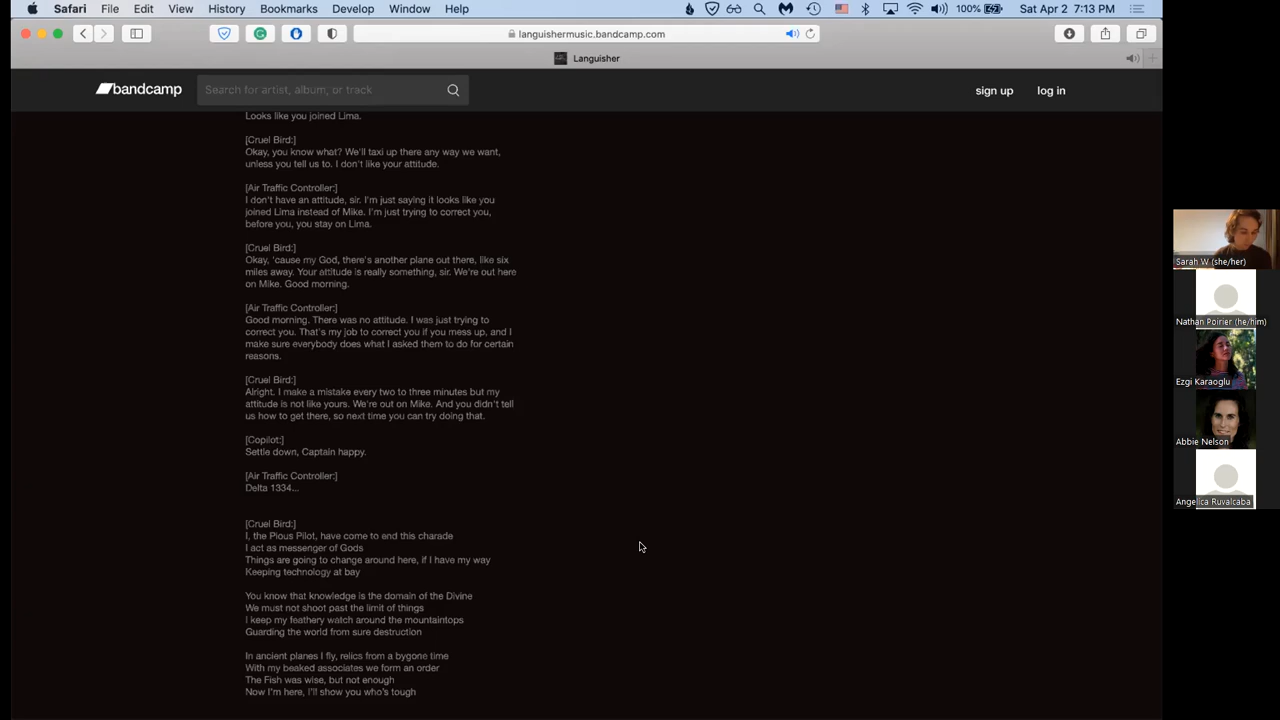 Safari File Edit View History Bookmarks Develop Window Help 100% Sat Apr 2 7:13 PM
languishermusic.bandcamp.com
Languisher
bandcamp Search for artist, album, or track sign up log in
Looks like you joined Lima.
[Cruel Bird:]
Okay, you know what? We'll taxi up there any way we want,
unless you tell us to. I don't like your attitude.
[Air Traffic Controller:]
I don't have an attitude, sir. I'm just saying it looks like you
joined Lima instead of Mike. I'm just trying to correct you,
before you, you stay on Lima.
[Cruel Bird:]
Okay, 'cause my God, there's another plane out there, like six
miles away. Your attitude is really something, sir. We're out here
on Mike. Good morning.
[Air Traffic Controller:]
Good morning. There was no attitude. I was just trying to
correct you. That's my job to correct you if you mess up, and I
make sure everybody does what I asked them to do for certain
reasons.
[Cruel Bird:]
Alright. I make a mistake every two to three minutes but my
attitude is not like yours. We're out on Mike. And you didn't tell
us how to get there, so next time you can try doing that.
[Copilot:]
Settle down, Captain happy.
[Air Traffic Controller:]
Delta 1334...
[Cruel Bird:]
I, the Pious Pilot, have come to end this charade
I act as messenger of Gods
Things are going to change around here, if I have my way
Keeping technology at bay
You know that knowledge is the domain of the Divine
We must not shoot past the limit of things
I keep my feathery watch around the mountaintops
Guarding the world from sure destruction
In ancient planes I fly, relics from a bygone time
With my beaked associates we form an order
The Fish was wise, but not enough
Now I'm here, I'll show you who's tough
Sarah W (she/her)
Nathan Poirier (he/him)
Ezgi Karaoglu
Abbie Nelson
Angelica Ruvalcaba